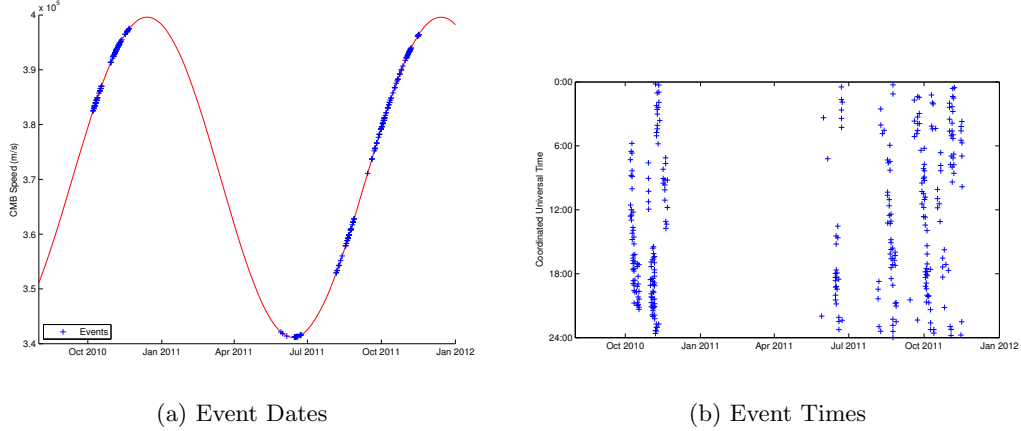 4 x 10^5
3.9
3.8
3.7
3.6
3.5
3.4
CMB Speed (m/s)
Events
Oct 2010 Jan 2011 Apr 2011 Jul 2011 Oct 2011 Jan 2012
(a) Event Dates
0:00
6:00
12:00
18:00
24:00
Coordinated Universal Time
Oct 2010 Jan 2011 Apr 2011 Jul 2011 Oct 2011 Jan 2012
(b) Event Times